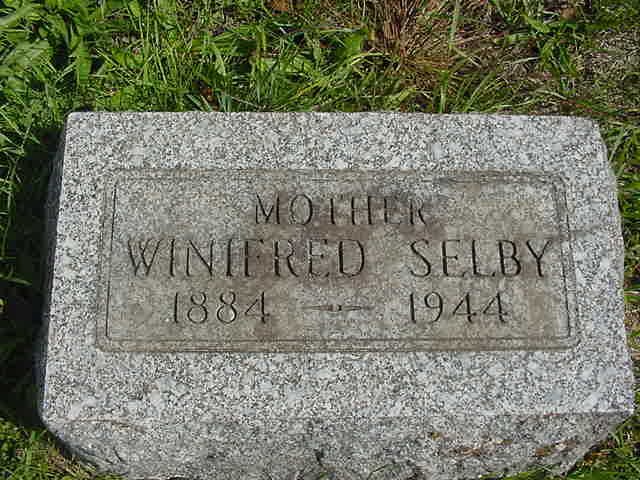 MOTHER
WINIFRED SELBY
1884 — 1944